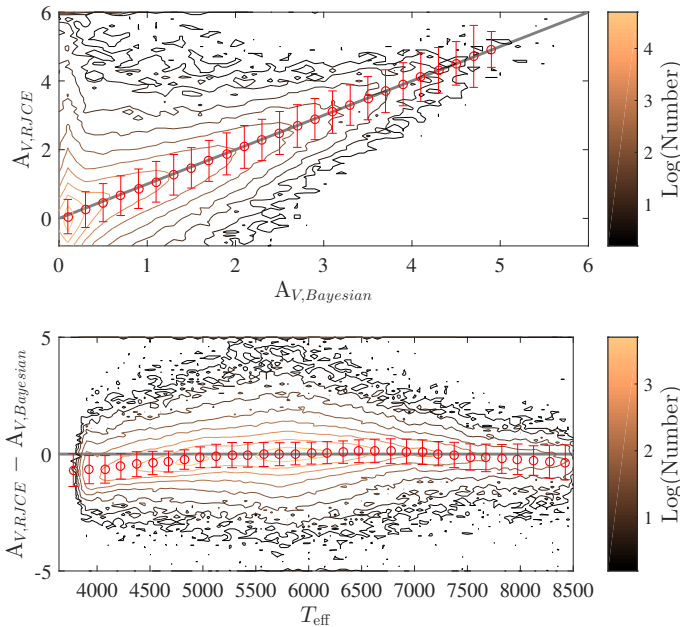 6
4
2
0
A_{V,RJCE}
0 1 2 3 4 5 6
A_{V,Bayesian}
4
3
2
1
Log(Number)
5
0
-5
A_{V,RJCE} − A_{V,Bayesian}
4000 4500 5000 5500 6000 6500 7000 7500 8000 8500
T_{eff}
3
2
1
Log(Number)